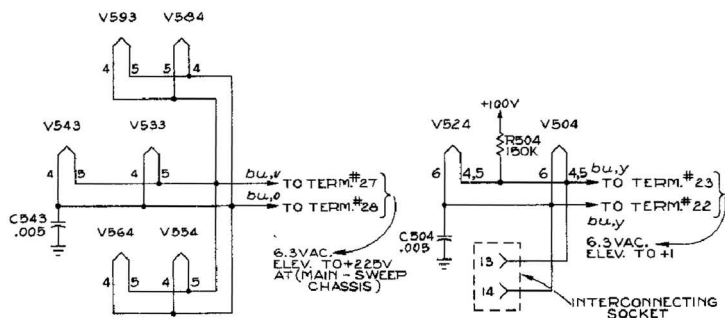 V593
V584
4
5
5
4
V543
V533
4
5
4
5
bu,v
TO TERM.#27
bu,o
TO TERM.#28
C543
.005
V564
V554
4
5
5
4
6.3VAC.
ELEV. TO+225V
AT(MAIN-SWEEP
CHASSIS)
+100V
V524
V504
R504
150K
6
4,5
6
4,5
bu,y
TO TERM.#23
TO TERM.#22
bu,y
C504
.005
6.3VAC.
ELEV TO+1
13
14
INTERCONNECTING
SOCKET